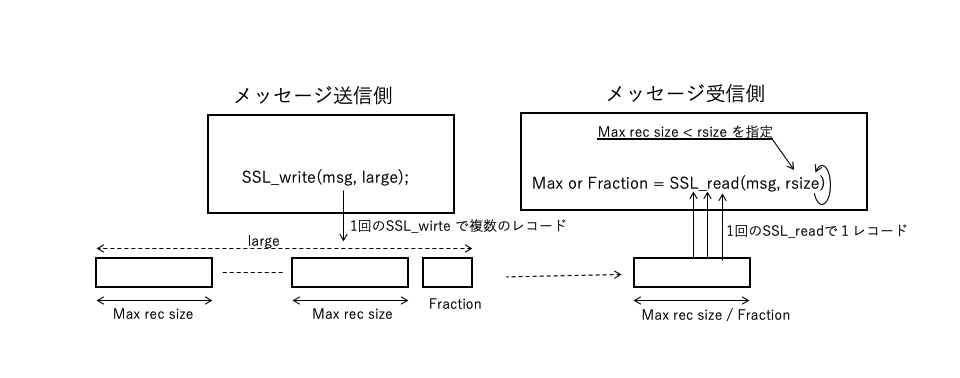 メッセージ送信側
メッセージ受信側
Max rec size < rsize を指定
SSL_write(msg, large);
Max or Fraction = SSL_read(msg, rsize)
1回のSSL_wirte で複数のレコード
1回のSSL_readで１レコード
large
Max rec size
Max rec size
Fraction
Max rec size / Fraction